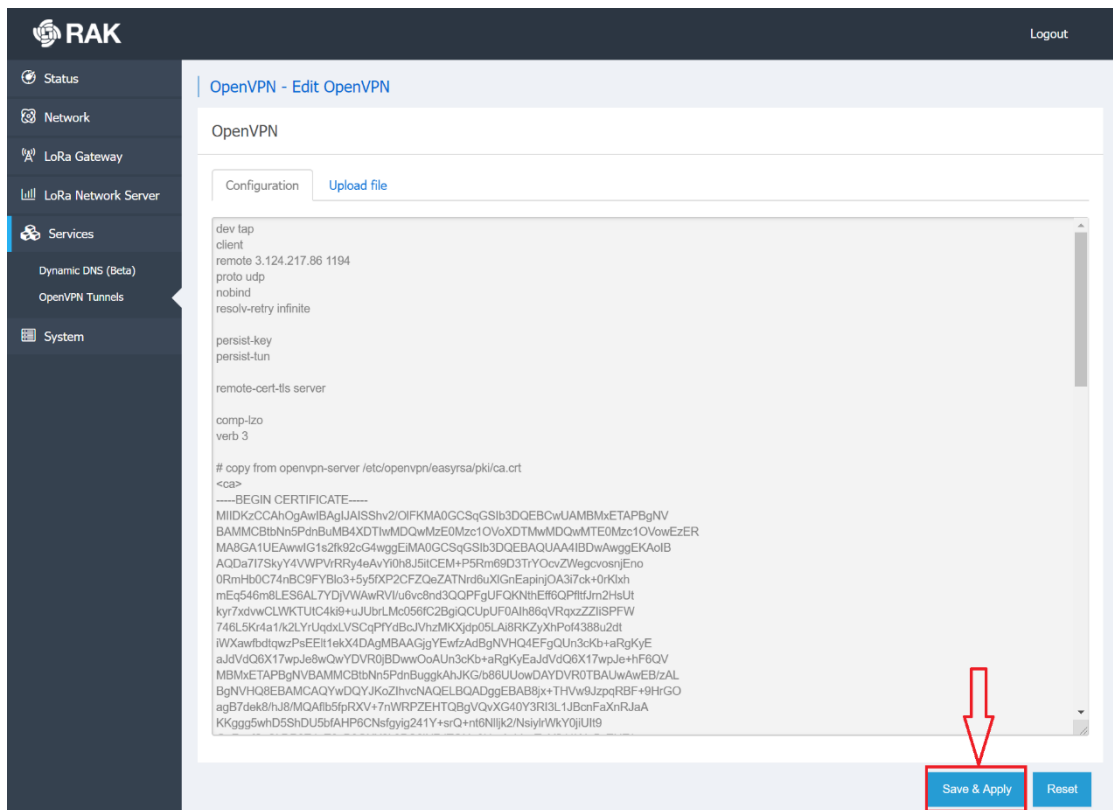 RAK
Logout
Status
Network
LoRa Gateway
LoRa Network Server
Services
Dynamic DNS (Beta)
OpenVPN Tunnels
System
OpenVPN - Edit OpenVPN
OpenVPN
Configuration
Upload file
dev tap
client
remote 3.124.217.86 1194
proto udp
nobind
resolv-retry infinite
persist-key
persist-tun
remote-cert-tls server
comp-lzo
verb 3
# copy from openvpn-server /etc/openvpn/easyrsa/pki/ca.crt
<ca>
-----BEGIN CERTIFICATE-----
MIIDKzCCAhOgAwIBAgIJAISShv2/OlFKMA0GCSqGSIb3DQEBCwUAMBMxETAPBgNV
BAMMCBtbNn5PdnBuMB4XDTIwMDQwMzE0Mzc1OVoXDTMwMDQwMTE0Mzc1OVowEzER
MA8GA1UEAwwIG1s2fk92cG4wggEiMA0GCSqGSIb3DQEBAQUAA4IBDwAwggEKAoIB
AQDa7I7SkyY4VWPVrRRy4eAvYi0h8J5itCEM+P5Rm69D3TrYOcvZWegcvosnjEno
0RmHb0C74nBC9FYBlo3+5y5fXP2CFZQeZATNrd6uXlGnEapinjOA3i7ck+0rKlxh
mEq546m8LES6AL7YDjVWAwRVl/u6vc8nd3QQPFgUFQKNthEff6QPfltfJrn2HsUt
kyr7xdvwCLWKTUtC4ki9+uJUbrLMc056fC2BgiQCUpUF0AIh86qVRqxzZZIiSPFW
746L5Kr4a1/k2LYrUqdxLVSCqPfYdBcJVhzMKXjdp05LAi8RKZyXhPof4388u2dt
iWXawfbdtqwzPsEElt1ekX4DAgMBAAGjgYEwfzAdBgNVHQ4EFgQUn3cKb+aRgKyE
aJdVdQ6X17wpJe8wQwYDVR0jBDwwOoAUn3cKb+aRgKyEaJdVdQ6X17wpJe+hF6QV
MBMxETAPBgNVBAMMCBtbNn5PdnBuggkAhJKG/b86UUowDAYDVR0TBAUwAwEB/zAL
BgNVHQ8EBAMCAQYwDQYJKoZIhvcNAQELBQADggEBAB8jx+THVw9JzpqRBF+9HrGO
agB7dek8/hJ8/MQAflb5fpRXV+7nWRPZEHTQBgVQvXG40Y3RI3L1JBcnFaXnRJaA
KKggg5whD5ShDU5bfAHP6CNsfgyig241Y+srQ+nt6NlIjk2/NsiyIrWkY0jiUIt9
Save & Apply
Reset